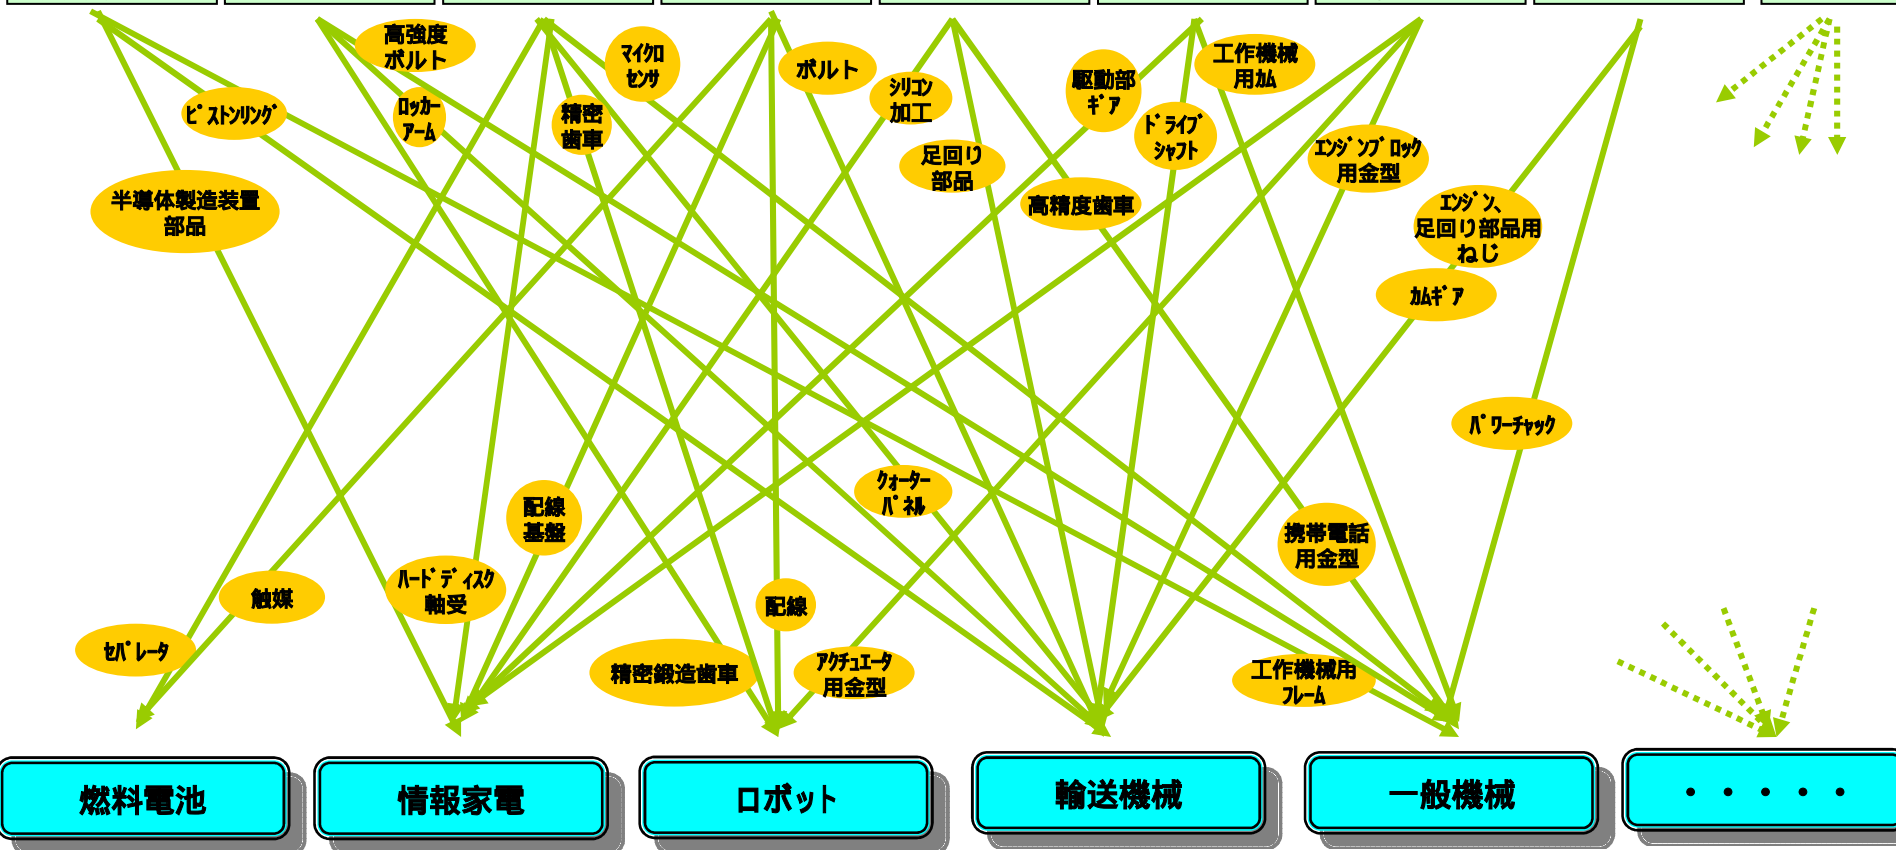 高強度
ボルト
マイクロ
センサ
ボルト
シリコン
加工
駆動部
ギア
工作機械
用カム
ピストンリング
ロッカー
アーム
精密
歯車
ドライブ
シャフト
エンジンブロック
用金型
足回り
部品
半導体製造装置
部品
高精度歯車
エンジン、
足回り部品用
ねじ
カムギア
パワーチャック
クォーター
パネル
配線
基盤
携帯電話
用金型
触媒
ハードディスク
軸受
配線
セパレータ
精密鍛造歯車
アクチュエータ
用金型
工作機械用
フレーム
燃料電池
情報家電
ロボット
輸送機械
一般機械
・・・・・